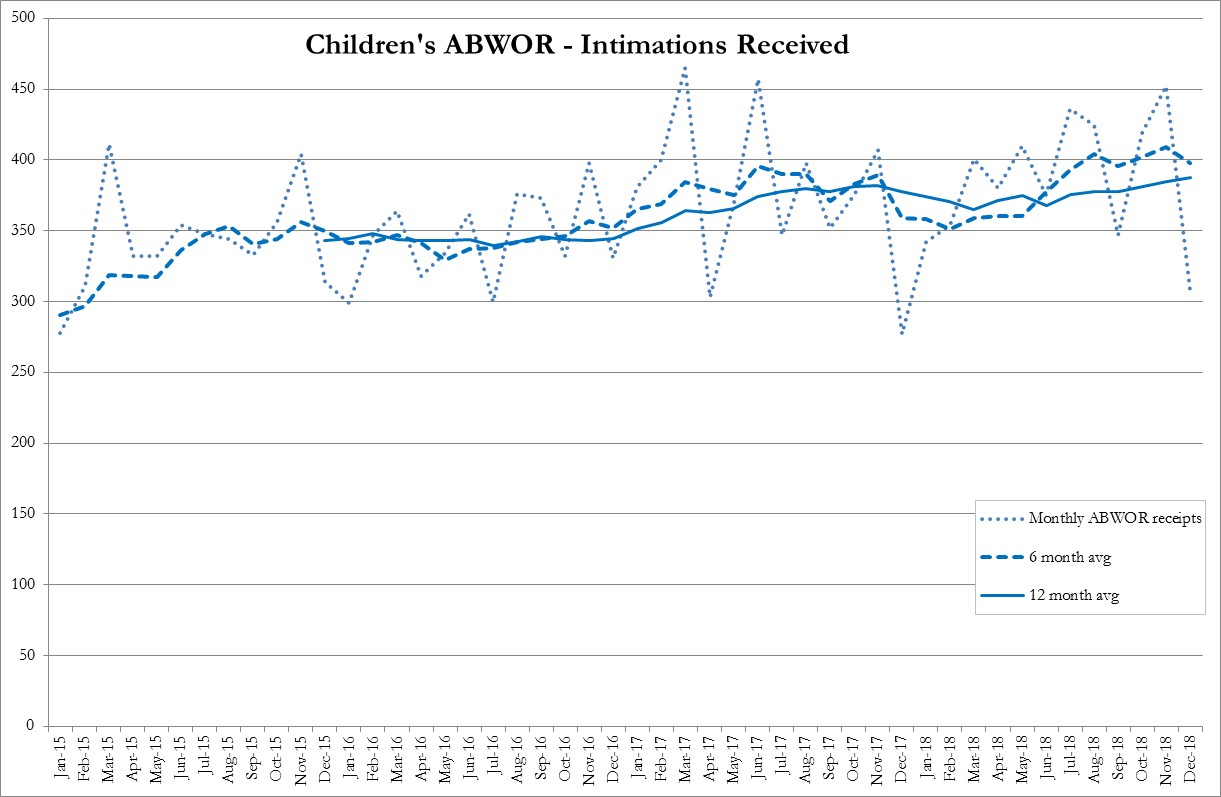 Children's ABWOR - Intimations Received
500
450
400
350
300
250
200
150
100
50
0
Monthly ABWOR receipts
6 month avg
12 month avg
Jan-15
Feb-15
Mar-15
Apr-15
May-15
Jun-15
Jul-15
Aug-15
Sep-15
Oct-15
Nov-15
Dec-15
Jan-16
Feb-16
Mar-16
Apr-16
May-16
Jun-16
Jul-16
Aug-16
Sep-16
Oct-16
Nov-16
Dec-16
Jan-17
Feb-17
Mar-17
Apr-17
May-17
Jun-17
Jul-17
Aug-17
Sep-17
Oct-17
Nov-17
Dec-17
Jan-18
Feb-18
Mar-18
Apr-18
May-18
Jun-18
Jul-18
Aug-18
Sep-18
Oct-18
Nov-18
Dec-18